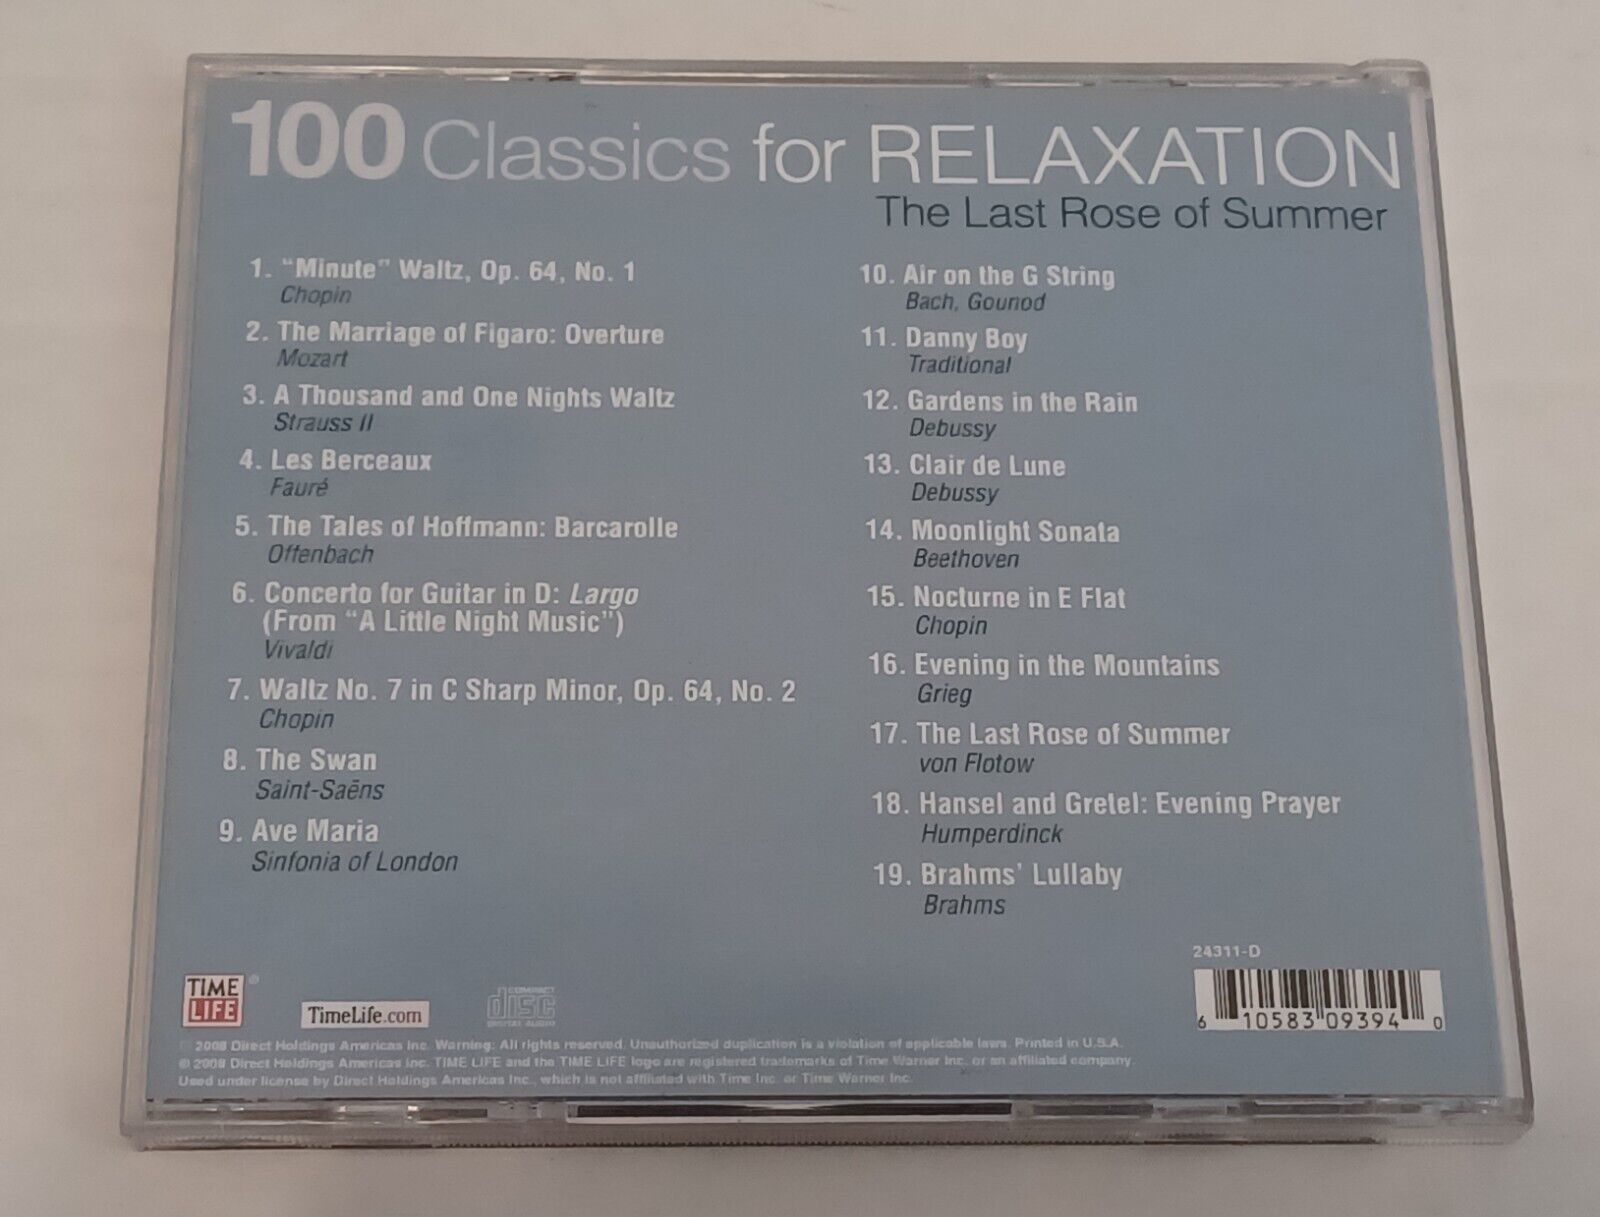 100 Classics for RELAXATION
The Last Rose of Summer
1. "Minute" Waltz, Op. 64, No. 1
Chopin
2. The Marriage of Figaro: Overture
Mozart
3. A Thousand and One Nights Waltz
Strauss II
4. Les Berceaux
Fauré
5. The Tales of Hoffmann: Barcarolle
Offenbach
6. Concerto for Guitar in D: Largo
(From "A Little Night Music")
Vivaldi
7. Waltz No. 7 in C Sharp Minor, Op. 64, No. 2
Chopin
8. The Swan
Saint-Saëns
9. Ave Maria
Sinfonia of London
10. Air on the G String
Bach, Gounod
11. Danny Boy
Traditional
12. Gardens in the Rain
Debussy
13. Clair de Lune
Debussy
14. Moonlight Sonata
Beethoven
15. Nocturne in E Flat
Chopin
16. Evening in the Mountains
Grieg
17. The Last Rose of Summer
von Flotow
18. Hansel and Gretel: Evening Prayer
Humperdinck
19. Brahms' Lullaby
Brahms
24311-D
6 10583 09394 0
TIME
LIFE ®
TimeLife.com
COMPACT
disc
DIGITAL AUDIO
2008 Direct Holdings Americas Inc. Warning: All rights reserved. Unauthorized duplication is a violation of applicable laws. Printed in U.S.A.
© 2008 Direct Holdings Americas Inc. TIME LIFE and the TIME LIFE logo are registered trademarks of Time Warner Inc. or an affiliated company.
Used under license by Direct Holdings Americas Inc., which is not affiliated with Time Inc. or Time Warner Inc.